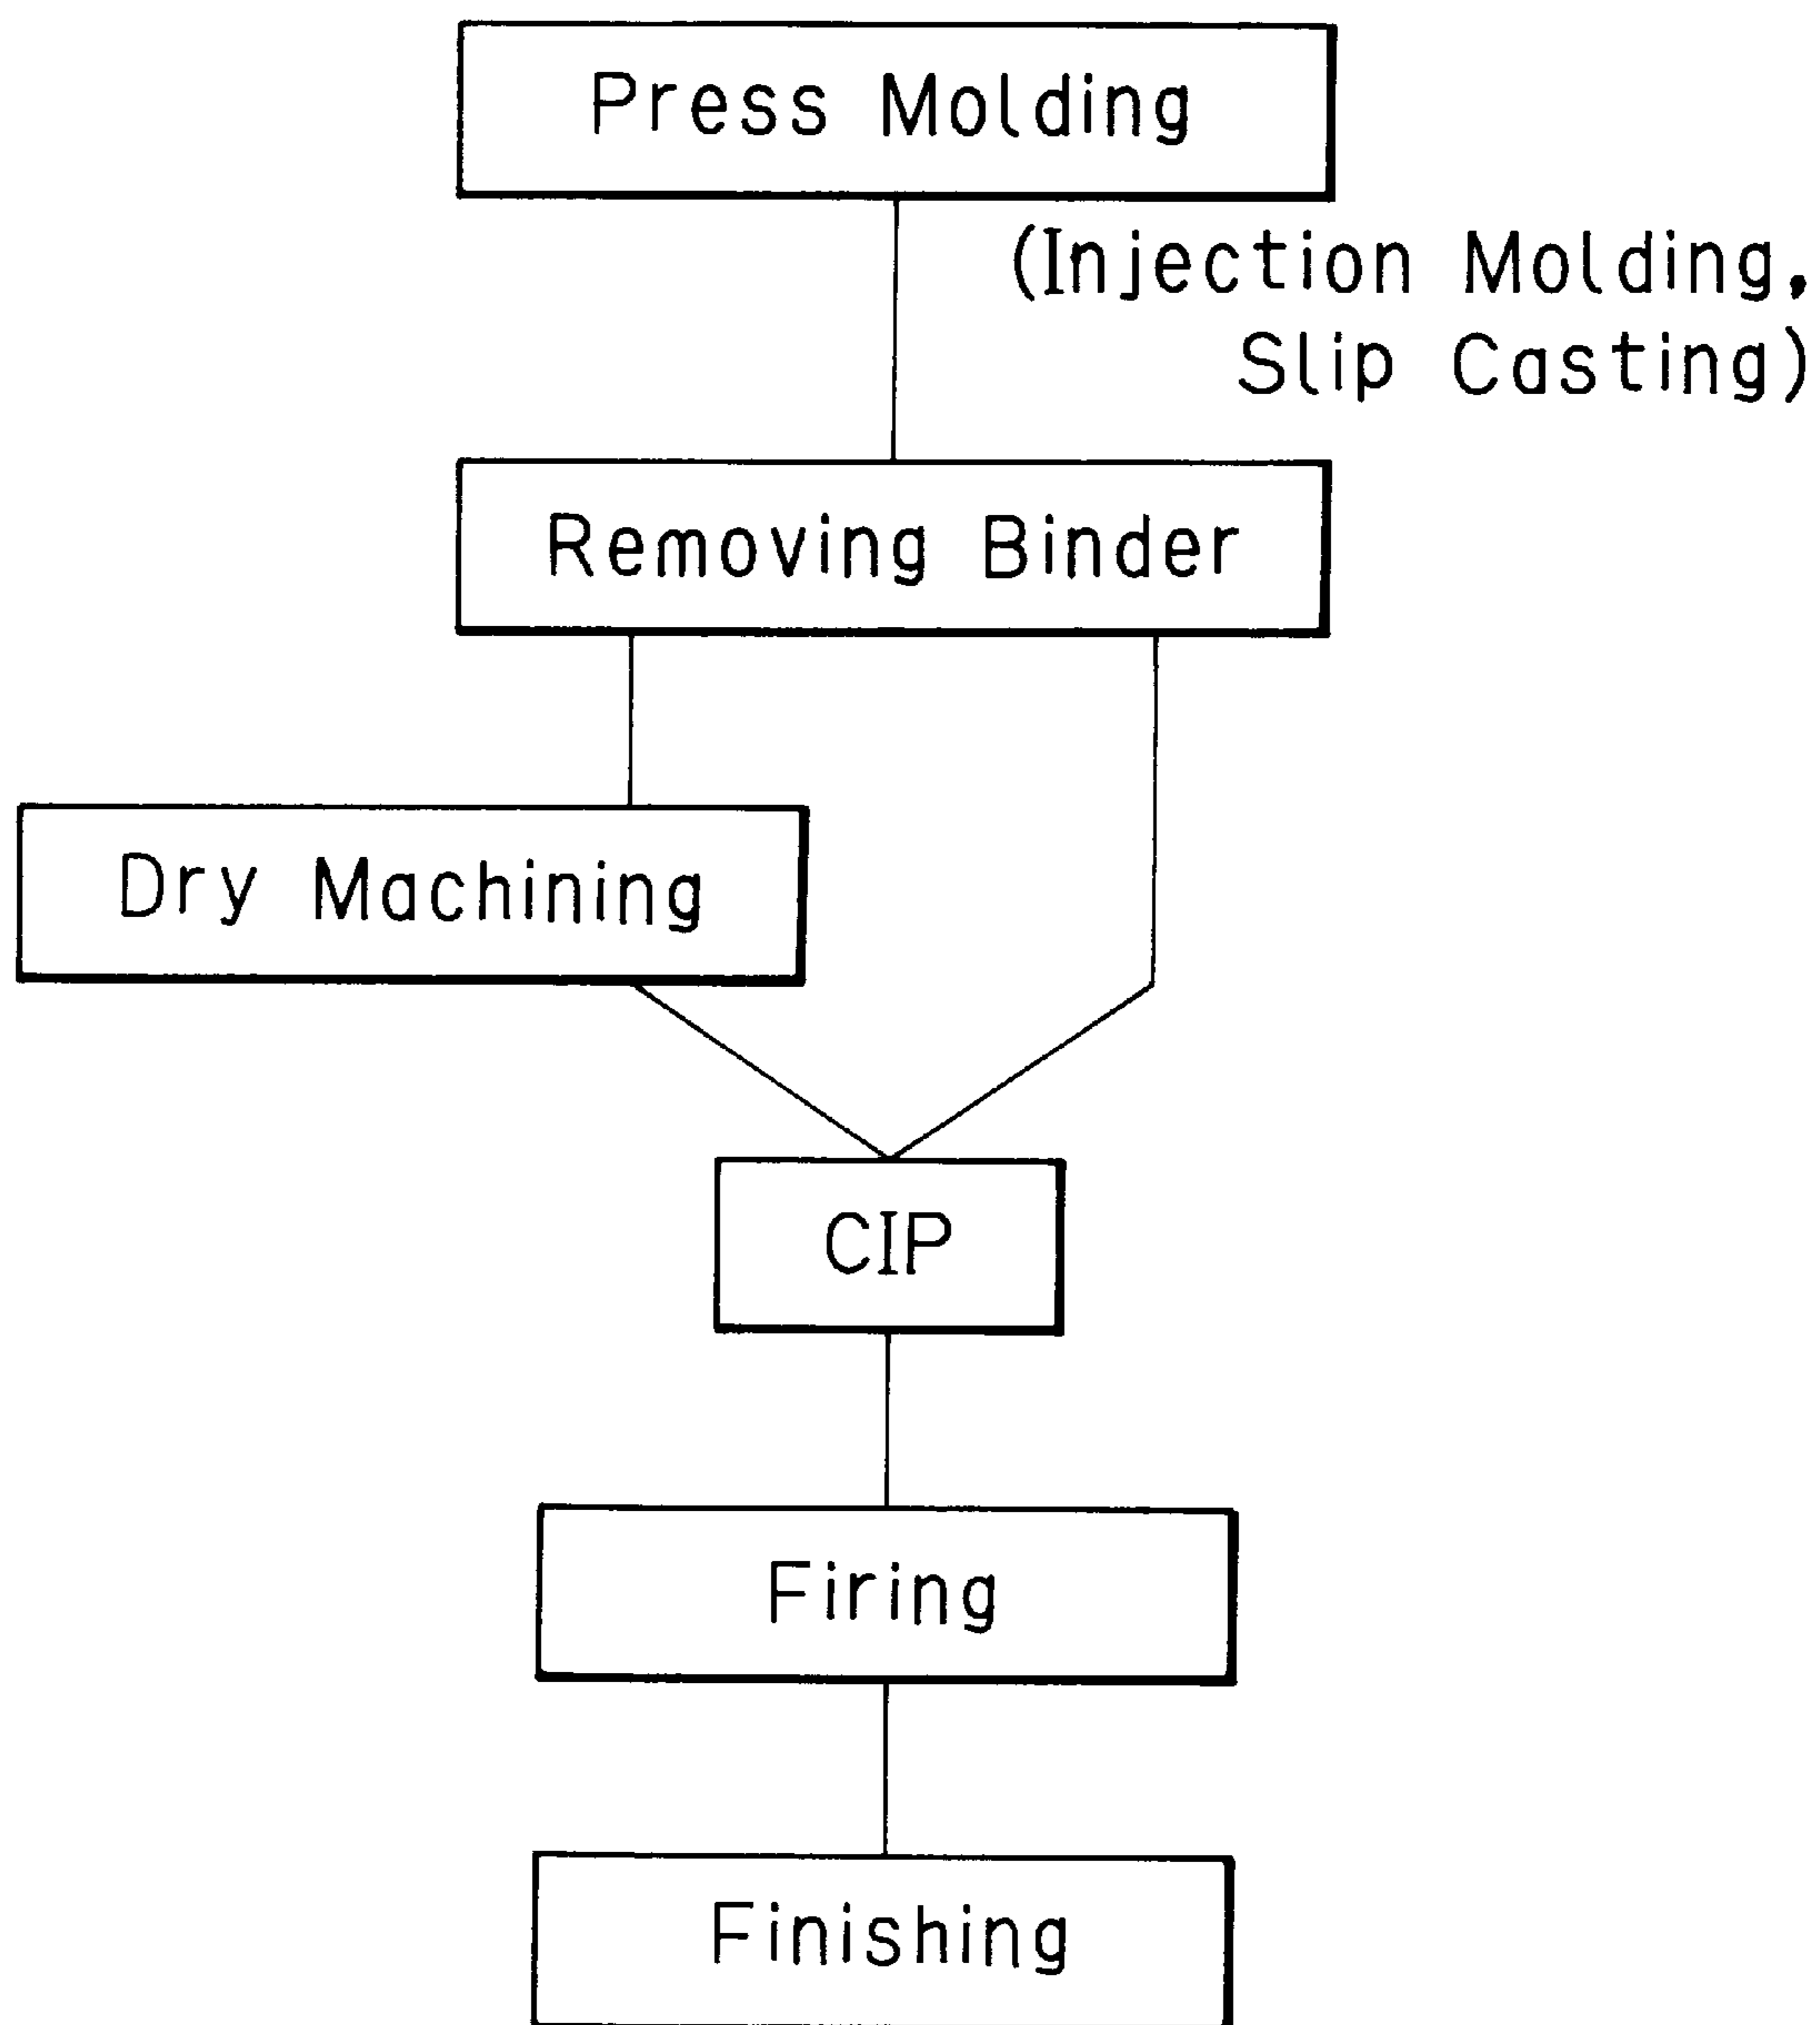 Press Molding
(Injection Molding,
Slip Casting)
Removing Binder
Dry Machining
CIP
Firing
Finishing